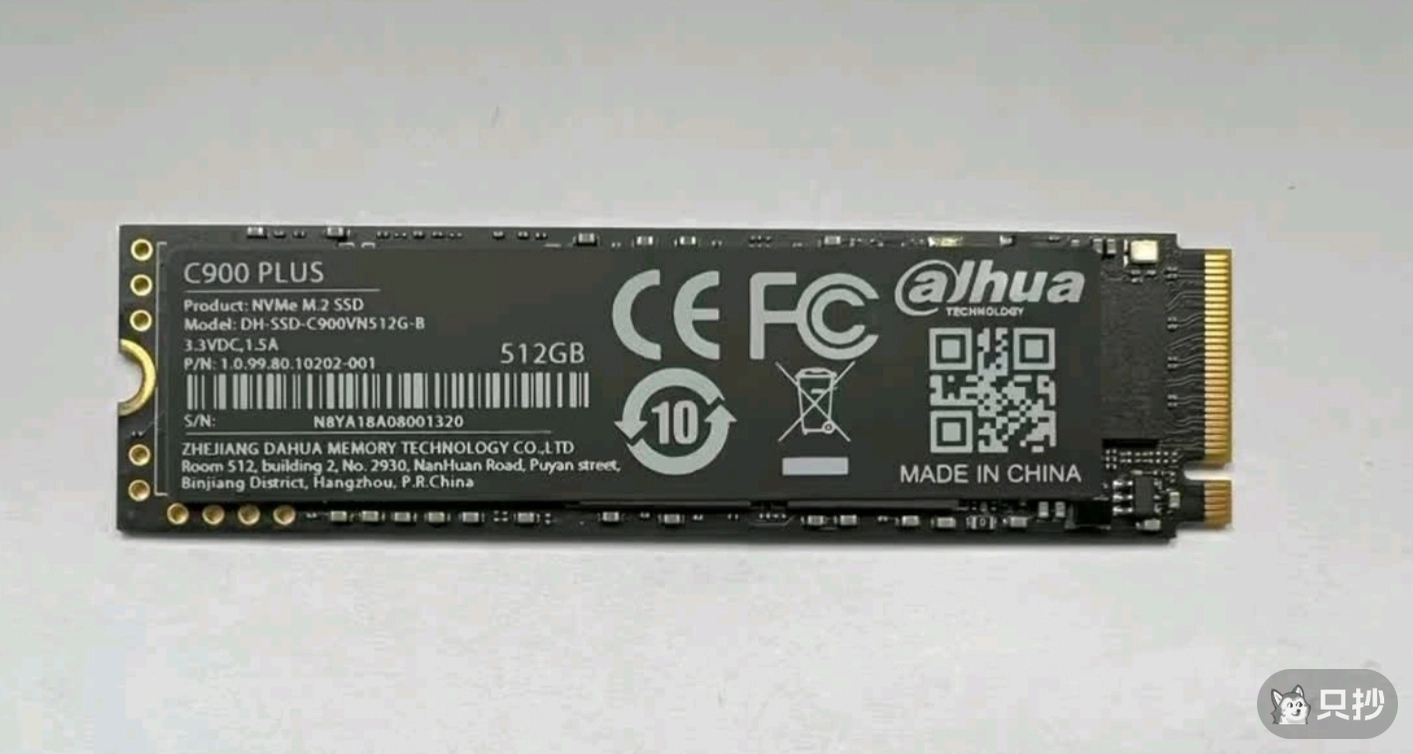 C900 PLUS
Product: NVMe M.2 SSD
Model: DH-SSD-C900VN512G-B
3.3VDC,1.5A
P/N: 1.0.99.80.10202-001
512GB
S/N: N8YA18A08001320
ZHEJIANG DAHUA MEMORY TECHNOLOGY CO.,LTD
Room 512, building 2, No. 2930, NanHuan Road, Puyan street,
Binjiang District, Hangzhou, P.R.China
CE FC
10
alhua
TECHNOLOGY
MADE IN CHINA
只抄